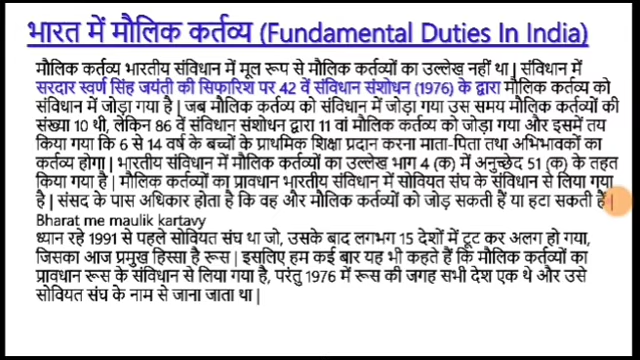 भारत में मौलिक कर्तव्य (Fundamental Duties In India)
मौलिक कर्तव्य भारतीय संविधान में मूल रूप से मौलिक कर्तव्यों का उल्लेख नहीं था | संविधान में
सरदार स्वर्ण सिंह जयंती की सिफारिश पर 42 वें संविधान संशोधन (1976) के द्वारा मौलिक कर्तव्य को
संविधान में जोड़ा गया है | जब मौलिक कर्तव्य को संविधान में जोड़ा गया उस समय मौलिक कर्तव्यों की
संख्या 10 थी, लेकिन 86 वें संविधान संशोधन द्वारा 11 वां मौलिक कर्तव्य को जोड़ा गया और इसमें तय
किया गया कि 6 से 14 वर्ष के बच्चों के प्राथमिक शिक्षा प्रदान करना माता-पिता तथा अभिभावकों का
कर्तव्य होगा | भारतीय संविधान में मौलिक कर्तव्यों का उल्लेख भाग 4 (क) में अनुच्छेद 51 (क) के तहत
किया गया है | मौलिक कर्तव्यों का प्रावधान भारतीय संविधान में सोवियत संघ के संविधान से लिया गया
है | संसद के पास अधिकार होता है कि वह और मौलिक कर्तव्यों को जोड़ सकती हैं या हटा सकती हैं |
Bharat me maulik kartavy
ध्यान रहे 1991 से पहले सोवियत संघ था जो, उसके बाद लगभग 15 देशों में टूट कर अलग हो गया,
जिसका आज प्रमुख हिस्सा है रूस | इसलिए हम कई बार यह भी कहते हैं कि मौलिक कर्तव्यों का
प्रावधान रूस के संविधान से लिया गया है, परंतु 1976 में रूस की जगह सभी देश एक थे और उसे
सोवियत संघ के नाम से जाना जाता था |